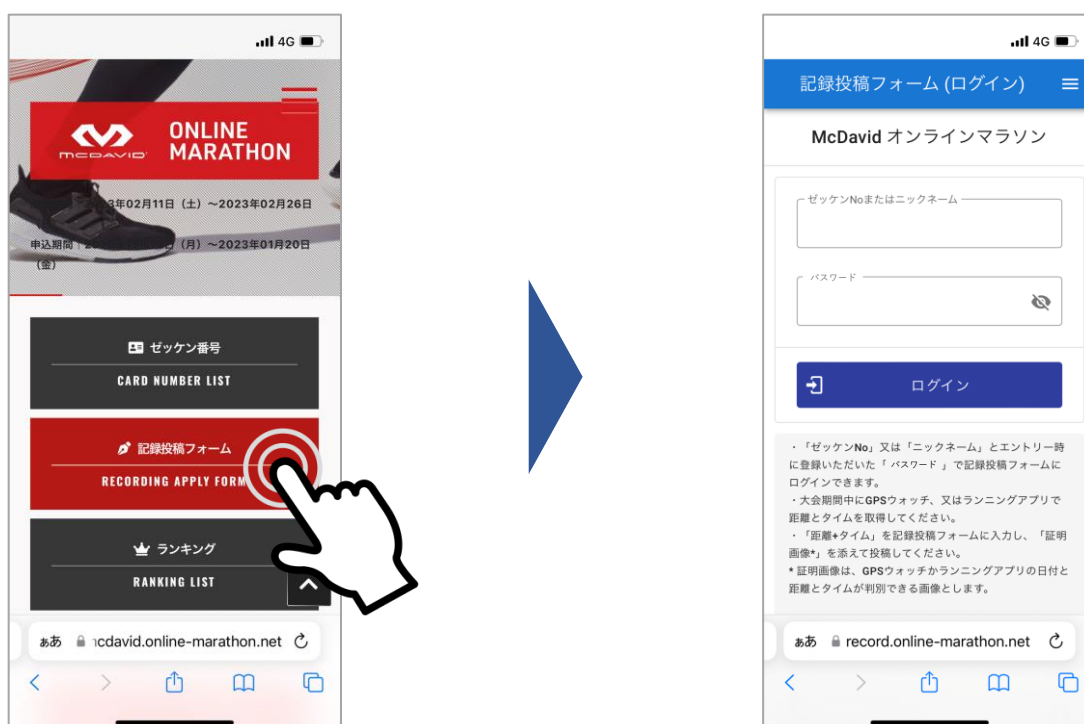 4G
McDAVID
ONLINE
MARATHON
年02月11日（土）～2023年02月26日
申込期間
（月）～2023年01月20日
（金）
ゼッケン番号
CARD NUMBER LIST
記録投稿フォーム
RECORDING APPLY FORM
ランキング
RANKING LIST
ああ
cdavid.online-marathon.net
4G
記録投稿フォーム (ログイン)
McDavid オンラインマラソン
ゼッケンNoまたはニックネーム
パスワード
ログイン
・「ゼッケンNo」又は「ニックネーム」とエントリー時
に登録いただいた「 パスワード 」で記録投稿フォームに
ログインできます。
・大会期間中にGPSウォッチ、又はランニングアプリで
距離とタイムを取得してください。
・「距離+タイム」を記録投稿フォームに入力し、「証明
画像*」を添えて投稿してください。
* 証明画像は、GPSウォッチかランニングアプリの日付と
距離とタイムが判別できる画像とします。
ああ
record.online-marathon.net